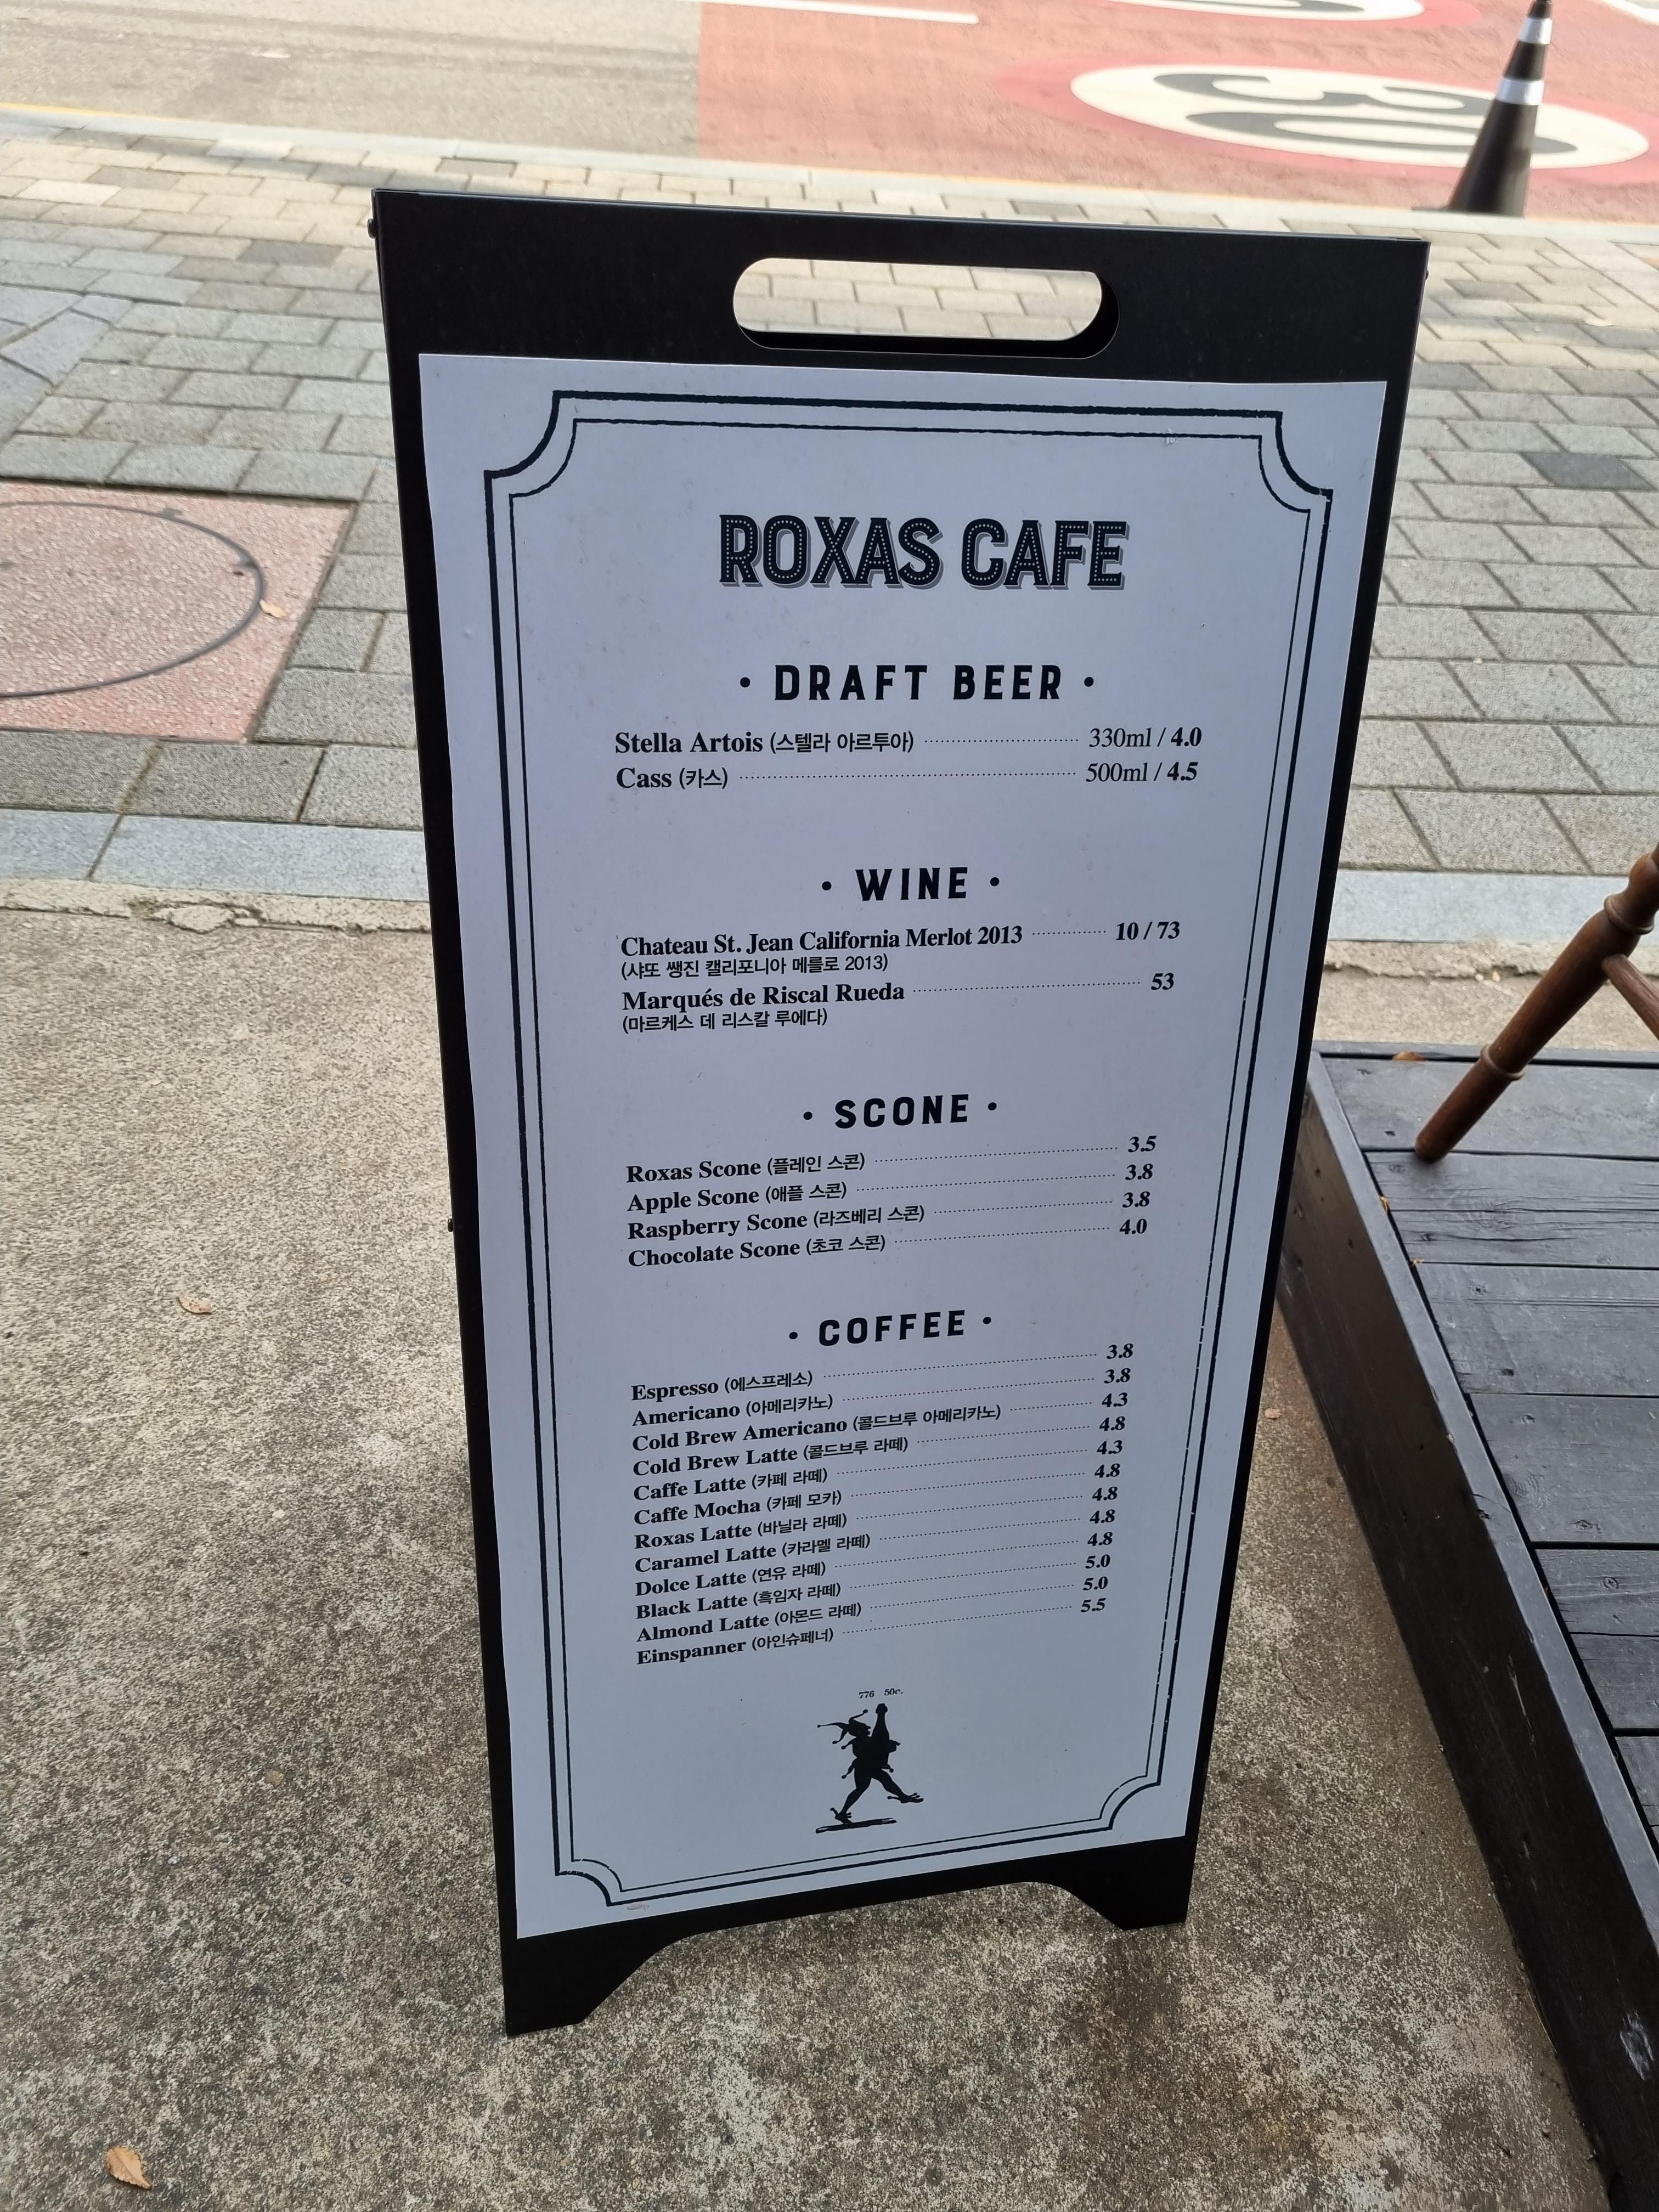 30
ROXAS CAFE
• DRAFT BEER •
Stella Artois (스텔라 아르투아) 330ml / 4.0
Cass (카스) 500ml / 4.5
• WINE •
Chateau St. Jean California Merlot 2013 10 / 73
(샤또 쌩진 캘리포니아 메를로 2013)
Marqués de Riscal Rueda 53
(마르케스 데 리스칼 루에다)
• SCONE •
Roxas Scone (플레인 스콘) 3.5
Apple Scone (애플 스콘) 3.8
Raspberry Scone (라즈베리 스콘) 3.8
Chocolate Scone (초코 스콘) 4.0
• COFFEE •
Espresso (에스프레소) 3.8
Americano (아메리카노) 3.8
Cold Brew Americano (콜드브루 아메리카노) 4.3
Cold Brew Latte (콜드브루 라떼) 4.8
Caffe Latte (카페 라떼) 4.3
Caffe Mocha (카페 모카) 4.8
Roxas Latte (바닐라 라떼) 4.8
Caramel Latte (카라멜 라떼) 4.8
Dolce Latte (연유 라떼) 4.8
Black Latte (흑임자 라떼) 5.0
Almond Latte (아몬드 라떼) 5.0
Einspanner (아인슈페너) 5.5
776 50c.